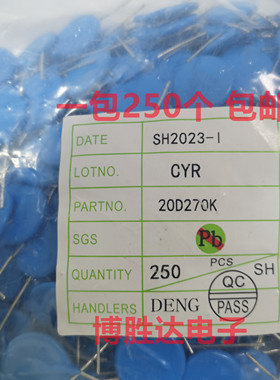 一包250个 包邮
DATE SH2023-I
LOTNO. CYR
PARTNO. 20D270K
SGS Pb
QUANTITY 250 PCS SH
HANDLERS DENG QC PASS
博胜达电子